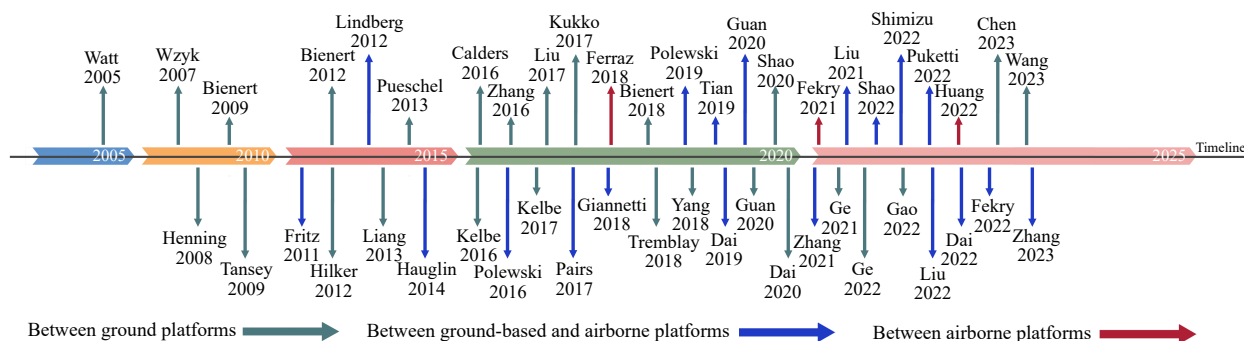 Watt
2005
Wzyk
2007
Bienert
2009
Bienert
2012
Lindberg
2012
Pueschel
2013
Calders
2016
Zhang
2016
Liu
2017
Kukko
2017
Ferraz
2018
Bienert
2018
Polewski
2019
Tian
2019
Guan
2020
Shao
2020
Fekry
2021
Liu
2021
Shao
2022
Shimizu
2022
Puketti
2022
Huang
2022
Chen
2023
Wang
2023
2005
2010
2015
2020
2025
Timeline
Henning
2008
Tansey
2009
Fritz
2011
Hilker
2012
Liang
2013
Hauglin
2014
Kelbe
2016
Polewski
2016
Kelbe
2017
Pairs
2017
Giannetti
2018
Tremblay
2018
Yang
2018
Dai
2019
Guan
2020
Dai
2020
Zhang
2021
Ge
2021
Ge
2022
Gao
2022
Liu
2022
Dai
2022
Fekry
2022
Zhang
2023
Between ground platforms
Between ground-based and airborne platforms
Between airborne platforms